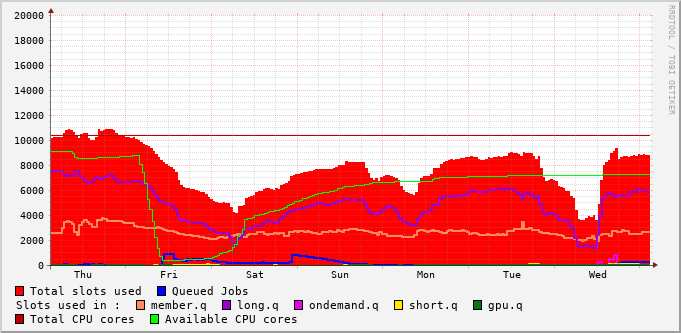 20000
18000
16000
14000
12000
10000
8000
6000
4000
2000
0
Thu Fri Sat Sun Mon Tue Wed
RRDTOOL / TOBI OETIKER
Total slots used Queued Jobs
Slots used in : member.q long.q ondemand.q short.q gpu.q
Total CPU cores Available CPU cores